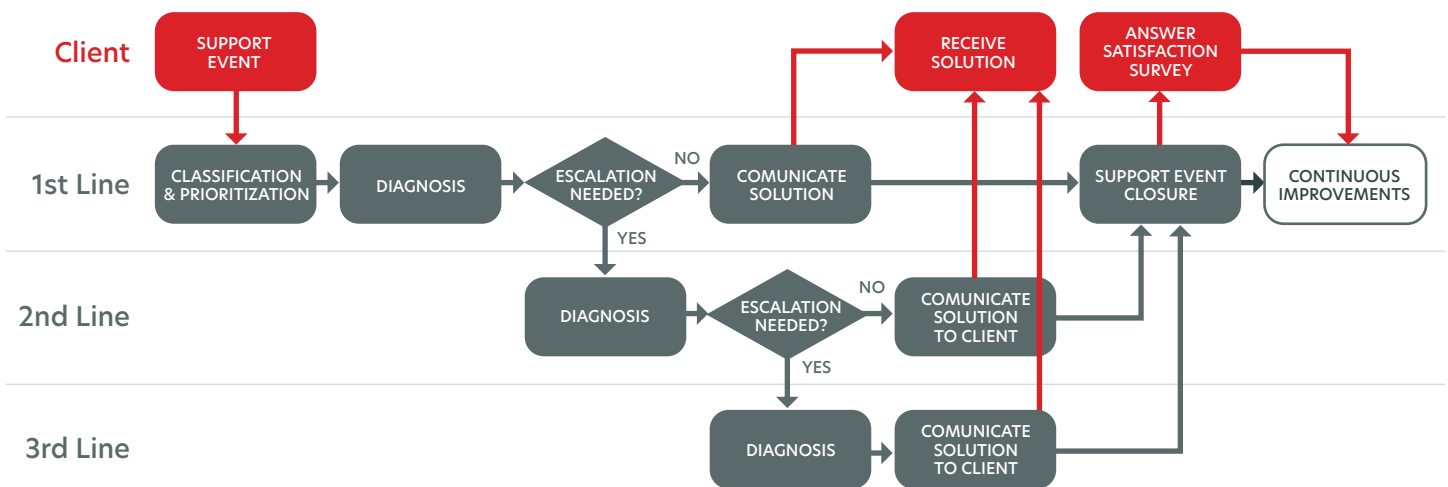 Client
SUPPORT
EVENT
RECEIVE
SOLUTION
ANSWER
SATISFACTION
SURVEY
1st Line
CLASSIFICATION
& PRIORITIZATION
DIAGNOSIS
ESCALATION
NEEDED?
NO
COMUNICATE
SOLUTION
SUPPORT EVENT
CLOSURE
CONTINUOUS
IMPROVEMENTS
YES
2nd Line
DIAGNOSIS
ESCALATION
NEEDED?
NO
COMUNICATE
SOLUTION
TO CLIENT
YES
3rd Line
DIAGNOSIS
COMUNICATE
SOLUTION
TO CLIENT